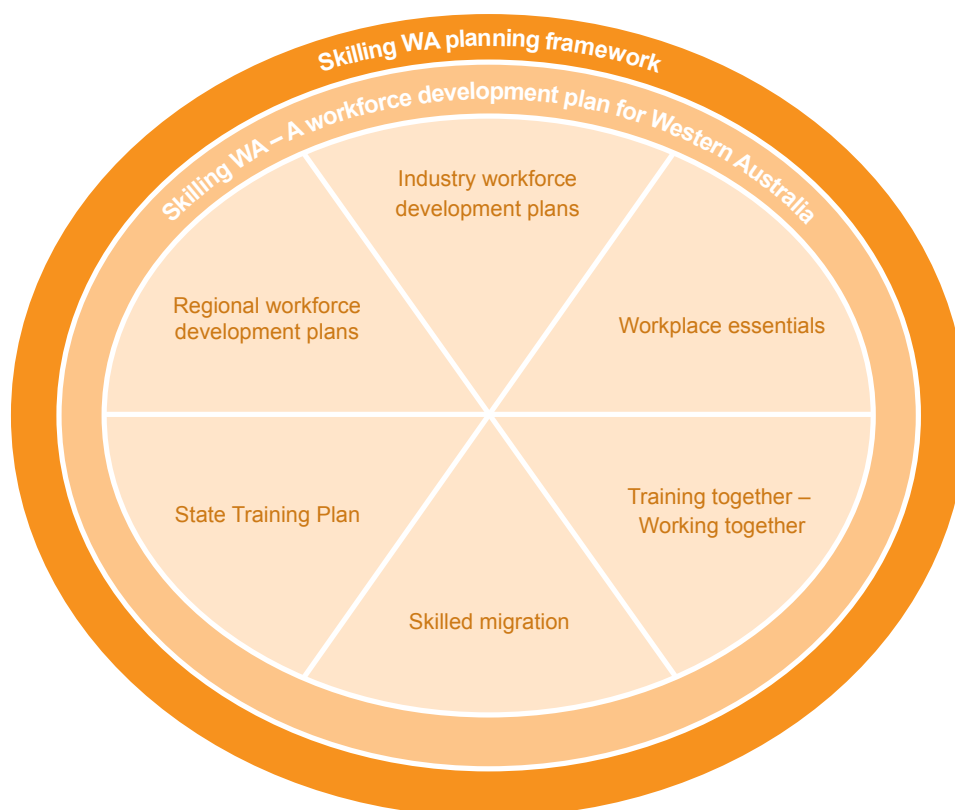 Skilling WA planning framework
Skilling WA – A workforce development plan for Western Australia
Industry workforce
development plans
Regional workforce
development plans
Workplace essentials
State Training Plan
Training together –
Working together
Skilled migration